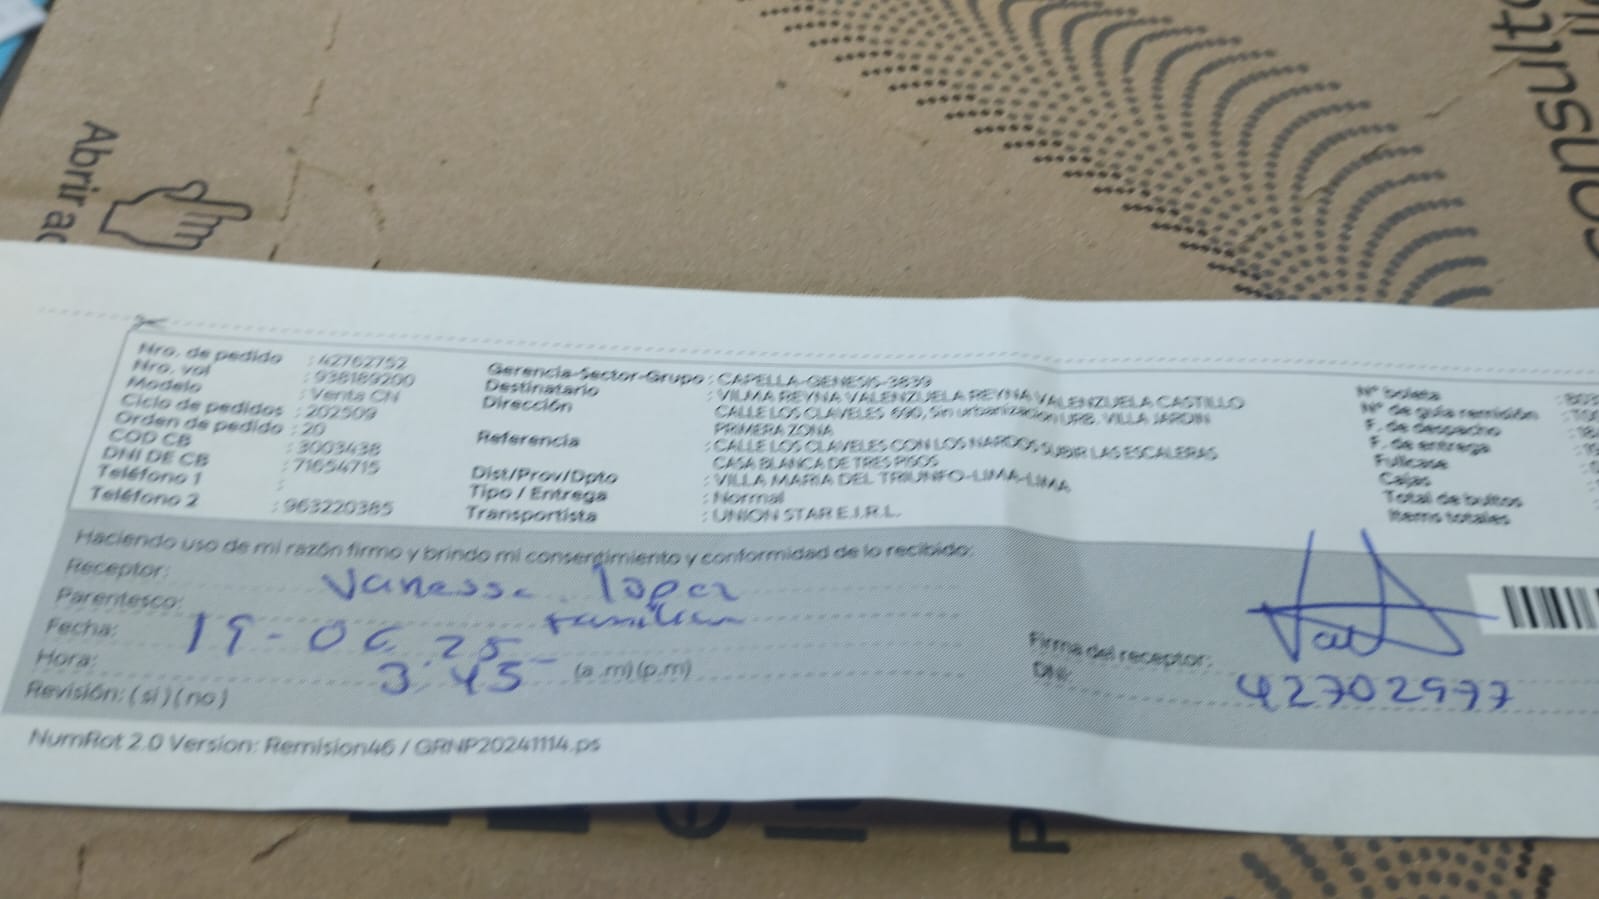 Abrir
Nro. de pedido : 42762752
Nro. vol : 938189200
Modelo : Venta CN
Ciclo de pedidos : 202509
Orden de pedido : 20
COD CB : 3003438
DNI DE CB : 71654715
Teléfono 1 :
Teléfono 2 : 963220385
Gerencia-Sector-Grupo : CAPELLA-GENESIS-3839
Destinatario : VILMA REYNA VALENZUELA REYNA VALENZUELA CASTILLO
Dirección : CALLE LOS CLAVELES 690, Sin urbanización URB. VILLA JARDIN
PRIMERA ZONA
Referencia : CALLE LOS CLAVELES CON LOS NARDOS SUBIR LAS ESCALERAS
CASA BLANCA DE TRES PISOS
Dist/Prov/Dpto : VILLA MARIA DEL TRIUNFO-LIMA-LIMA
Tipo / Entrega : Normal
Transportista : UNION STAR E.I.R.L.
N° boleta
N° de guía remisión
F. de despacho
F. de entrega
Fullcase
Cajas
Total de bultos
Items totales
Haciendo uso de mi razón firmo y brindo mi consentimiento y conformidad de lo recibido:
Receptor: Vanessa Lopez
Parentesco: familiar
Fecha: 19-06 25
Hora: 3:45 (a.m)(p.m)
Revisión: (si)(no)
Firma del receptor:
DNI: 42702977
NumRot 2.0 Version: Remision46 / GRNP20241114.ps